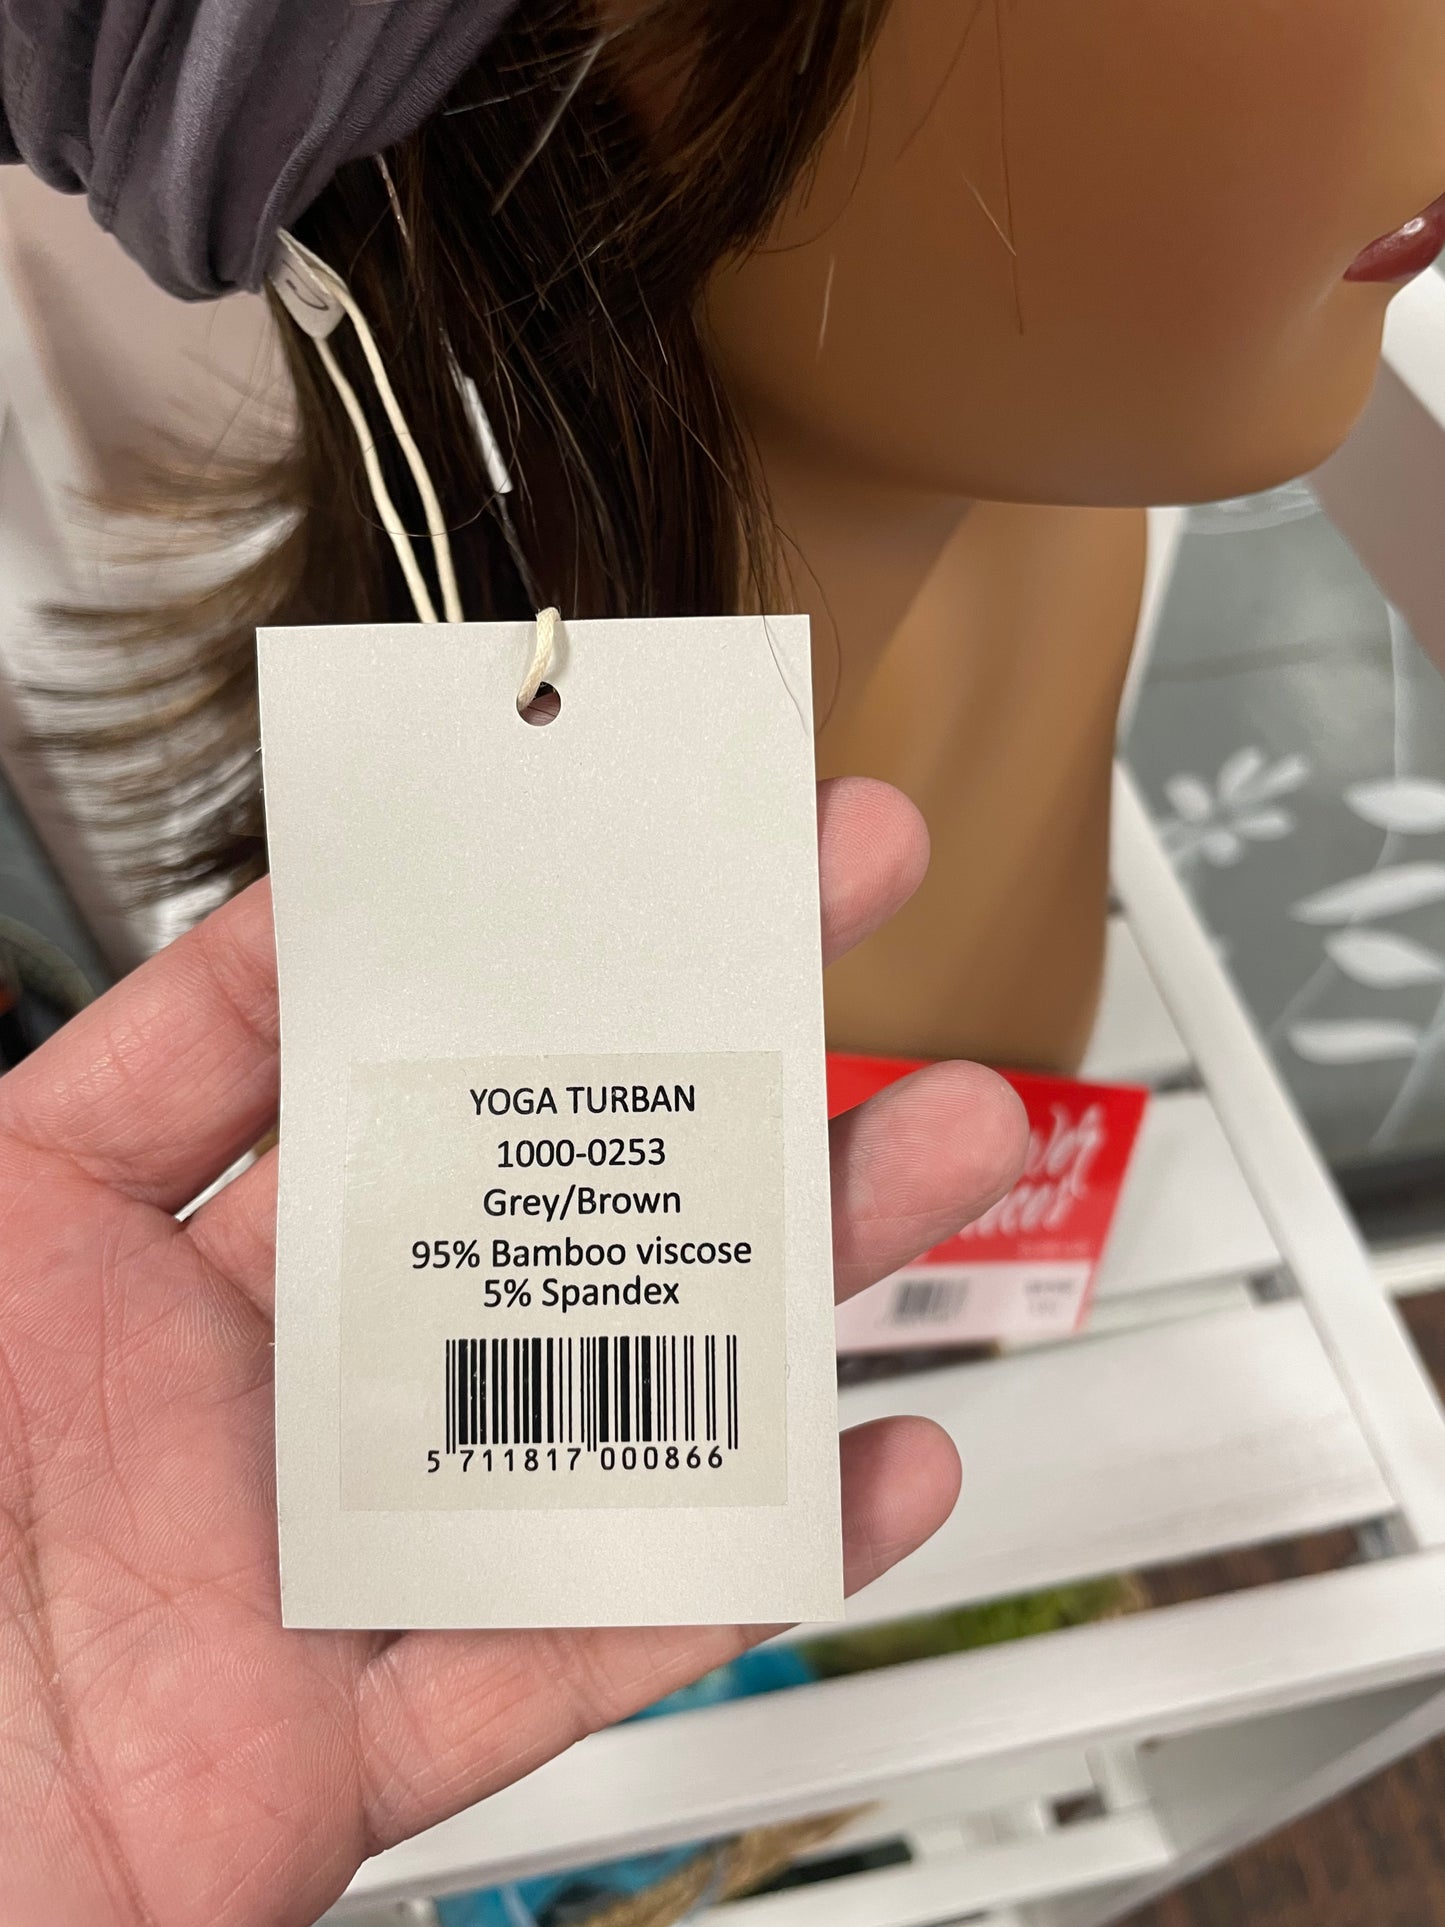 YOGA TURBAN
1000-0253
Grey/Brown
95% Bamboo viscose
5% Spandex
5 711817 000866